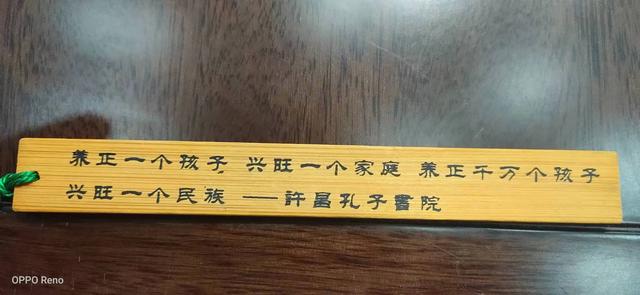 养正一个孩子 兴旺一个家庭 养正千万个孩子
兴旺一个民族 ——許昌孔子書院
OPPO Reno